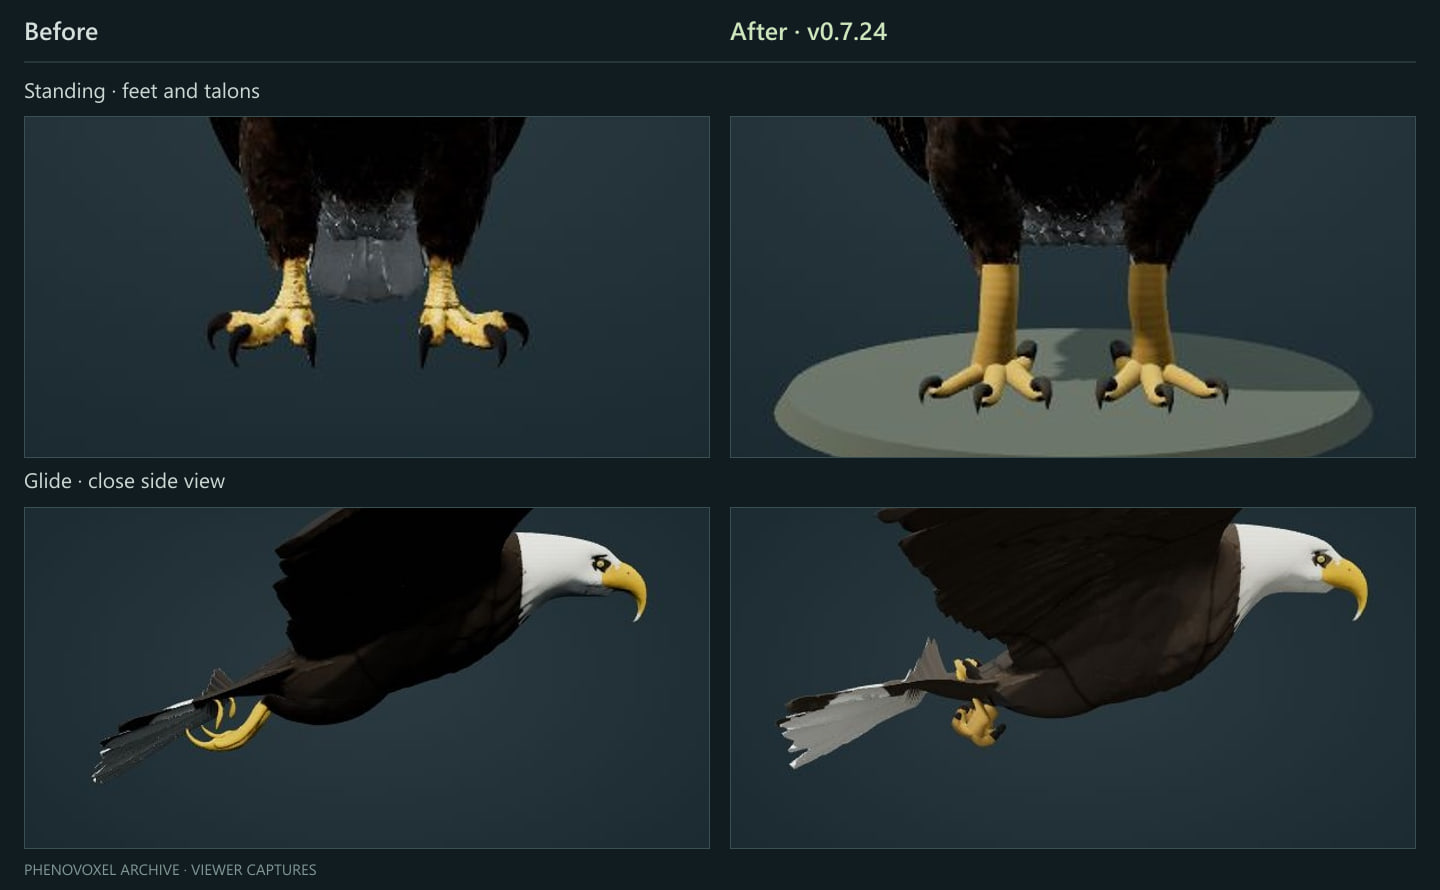 Before
After · v0.7.24
Standing · feet and talons
Glide · close side view
PHENOVOXEL ARCHIVE · VIEWER CAPTURES